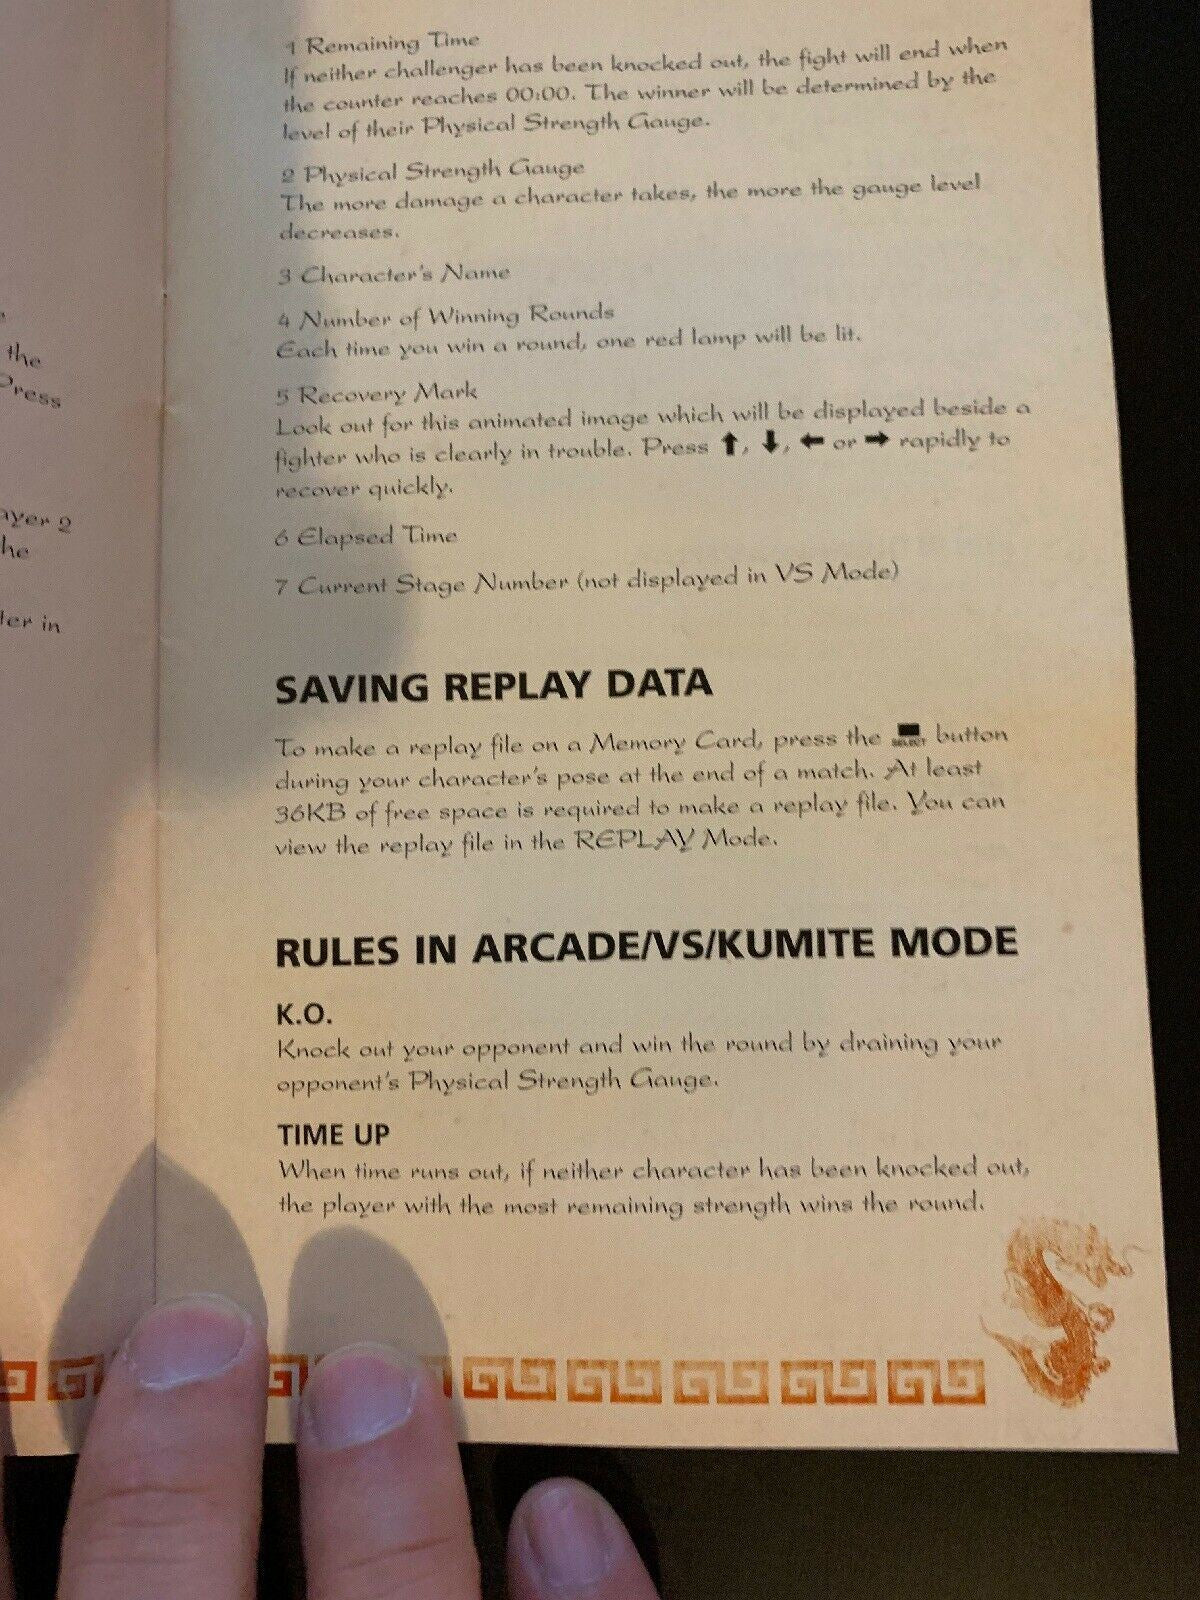 the
Press
ayer 2
he
ter in
1 Remaining Time
If neither challenger has been knocked out, the fight will end when
the counter reaches 00:00. The winner will be determined by the
level of their Physical Strength Gauge.
2 Physical Strength Gauge
The more damage a character takes, the more the gauge level
decreases.
3 Character's Name
4 Number of Winning Rounds
Each time you win a round, one red lamp will be lit.
5 Recovery Mark
Look out for this animated image which will be displayed beside a
fighter who is clearly in trouble. Press ↑, ↓, ← or → rapidly to
recover quickly.
6 Elapsed Time
7 Current Stage Number (not displayed in VS Mode)
SAVING REPLAY DATA
To make a replay file on a Memory Card, press the SELECT button
during your character's pose at the end of a match. At least
36KB of free space is required to make a replay file. You can
view the replay file in the REPLAY Mode.
RULES IN ARCADE/VS/KUMITE MODE
K.O.
Knock out your opponent and win the round by draining your
opponent's Physical Strength Gauge.
TIME UP
When time runs out, if neither character has been knocked out,
the player with the most remaining strength wins the round.